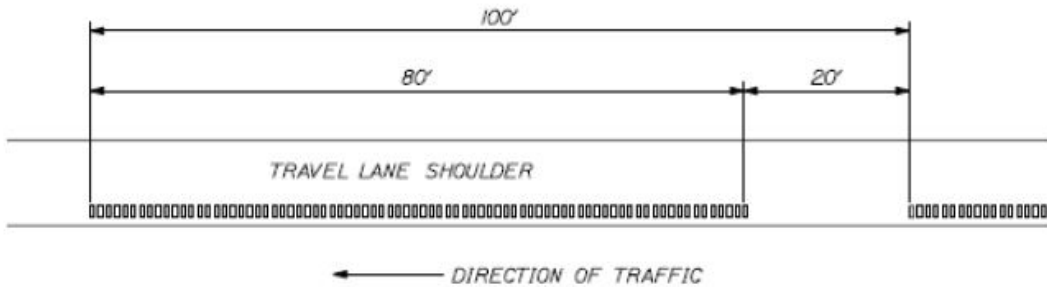 100'
80'
20'
TRAVEL LANE SHOULDER
DIRECTION OF TRAFFIC